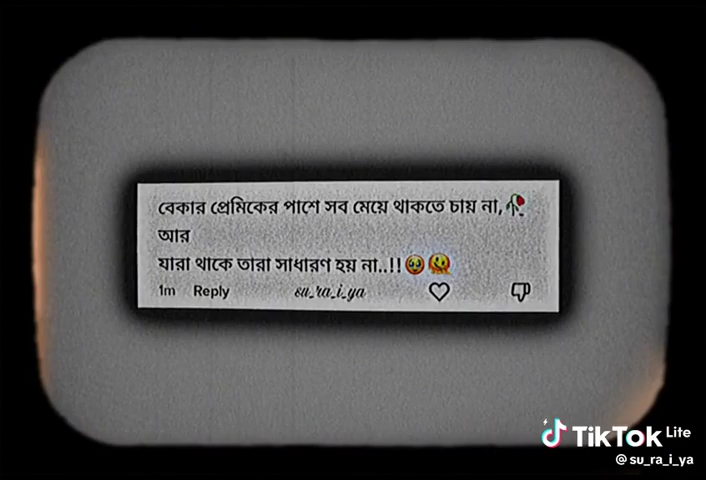 বেকার প্রেমিকের পাশে সব মেয়ে থাকতে চায় না,🥀
আর
যারা থাকে তারা সাধারণ হয় না..!!🥹🫠
1m Reply su_ra_i_ya
TikTok Lite
@su_ra_i_ya